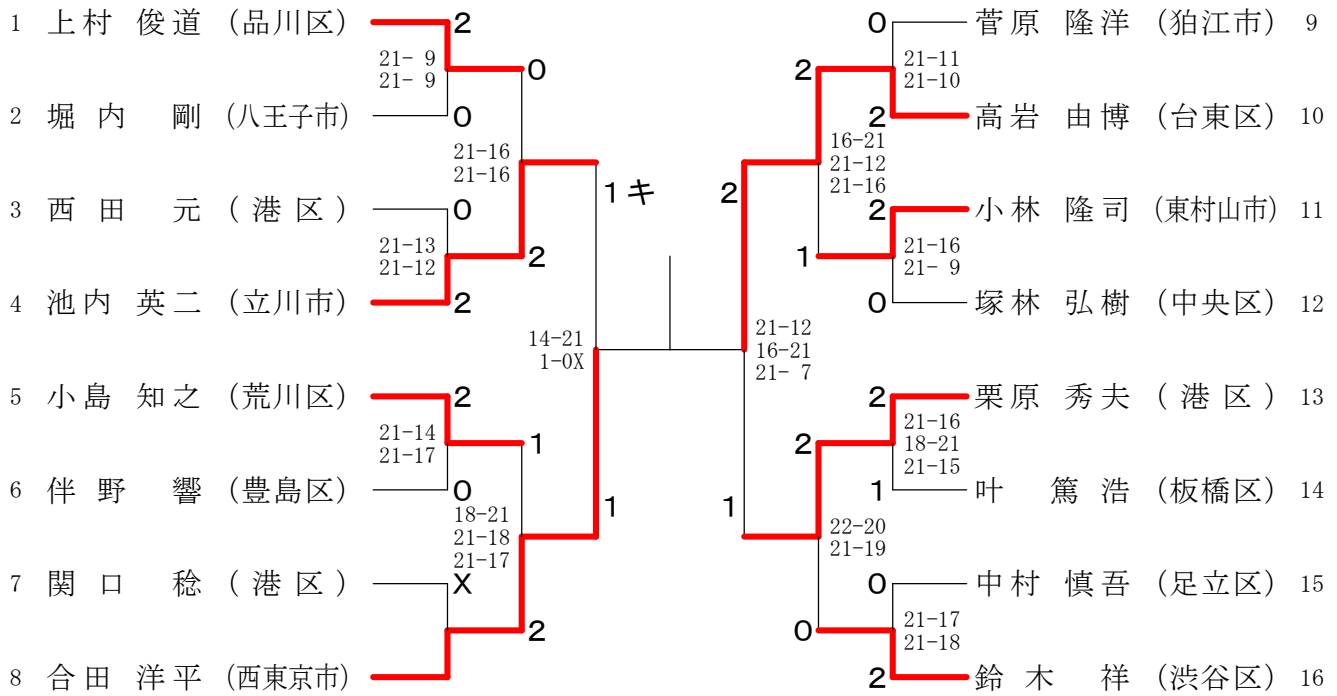 1 上村 俊道 (品川区) 2
21- 9
21- 9
0
2 堀内 剛 (八王子市) 0
21-16
21-16
1キ
3 西田 元 (港区) 0
21-13
21-12
2
4 池内 英二 (立川市) 2
14-21
1-0X
5 小島 知之 (荒川区) 2
21-14
21-17
1
6 伴野 響 (豊島区) 0
18-21
21-18
21-17
1
7 関口 稔 (港区) X
2
8 合田 洋平 (西東京市)
0 菅原 隆洋 (狛江市) 9
2
21-11
21-10
2 高岩 由博 (台東区) 10
2
16-21
21-12
21-16
2 小林 隆司 (東村山市) 11
1
21-16
21- 9
0 塚林 弘樹 (中央区) 12
21-12
16-21
21- 7
2 栗原 秀夫 (港区) 13
2
21-16
18-21
21-15
1 叶 篤浩 (板橋区) 14
1
22-20
21-19
0 中村 慎吾 (足立区) 15
0
21-17
21-18
2 鈴木 祥 (渋谷区) 16